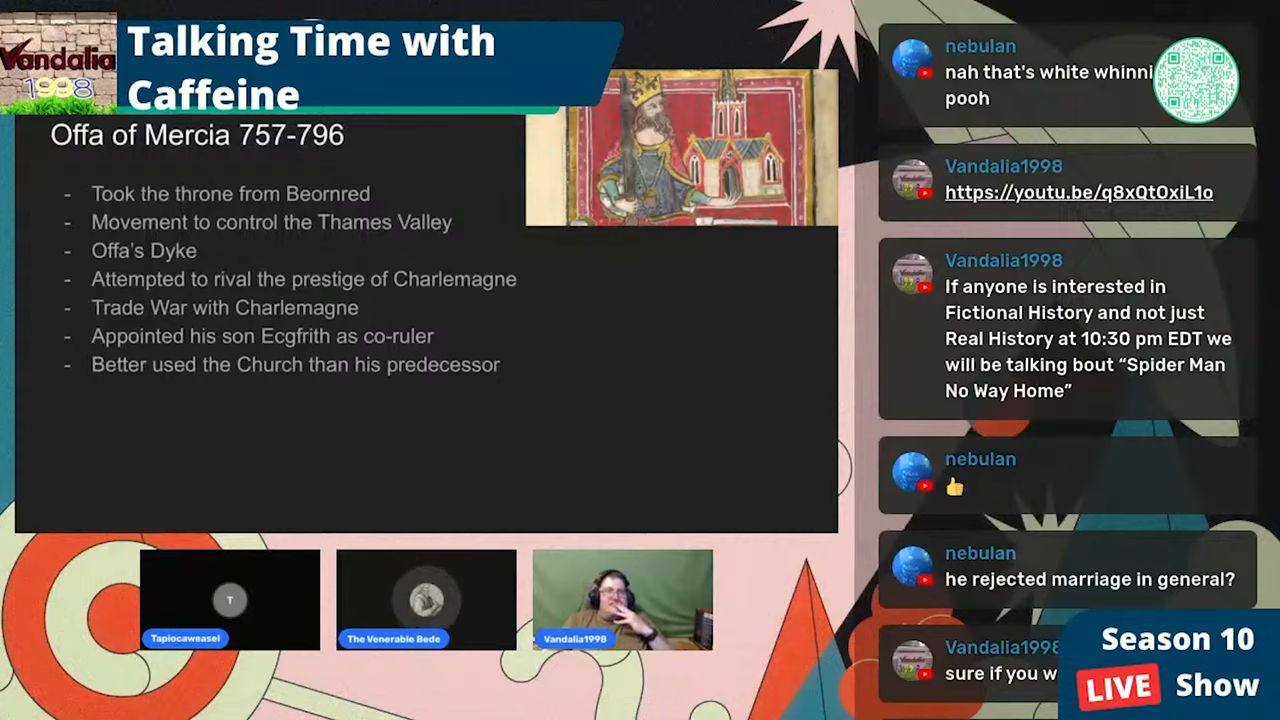 Vandalia
1998
Talking Time with
Caffeine
Offa of Mercia 757-796
- Took the throne from Beornred
- Movement to control the Thames Valley
- Offa's Dyke
- Attempted to rival the prestige of Charlemagne
- Trade War with Charlemagne
- Appointed his son Ecgfrith as co-ruler
- Better used the Church than his predecessor
T
Tapiocaweasel
The Venerable Bede
Vandalia1998
nebulan
nah that's white whinni
pooh
Vandalia1998
https://youtu.be/q8xQtOxiL1o
Vandalia1998
If anyone is interested in
Fictional History and not just
Real History at 10:30 pm EDT we
will be talking bout “Spider Man
No Way Home”
nebulan
👍
nebulan
he rejected marriage in general?
Vandalia1998
sure if you w
Season 10
LIVE Show